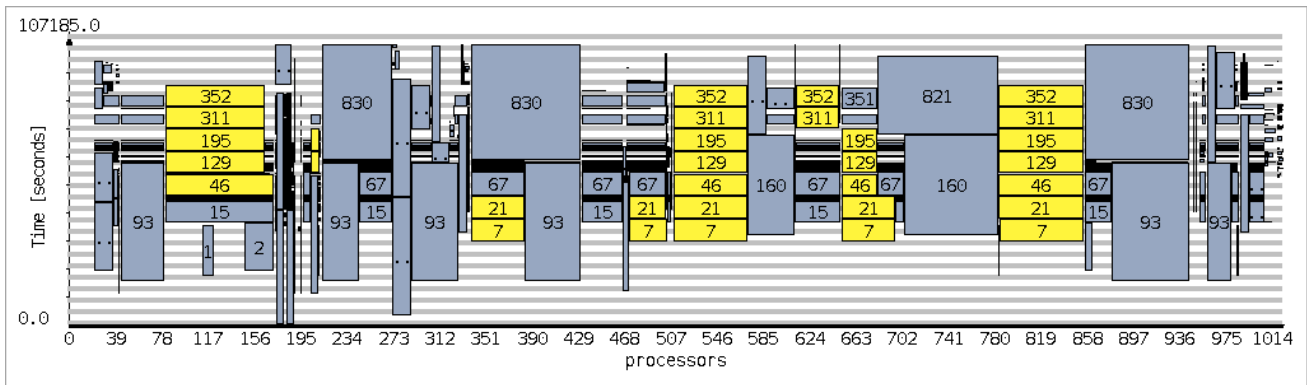 107185.0
830 830 821 830
352 352 352 351 352
311 311 311 311
195 195 195 195
129 129 129 129
160 160
46 67 67 67 67 46 67 46 67 46 67
15 15 21 15 21 21 15 21 21 15
93 93 93 93 93 93
1 2 7 7 7 7 7
Time [seconds]
0.0
0 39 78 117 156 195 234 273 312 351 390 429 468 507 546 585 624 663 702 741 780 819 858 897 936 975 1014
processors